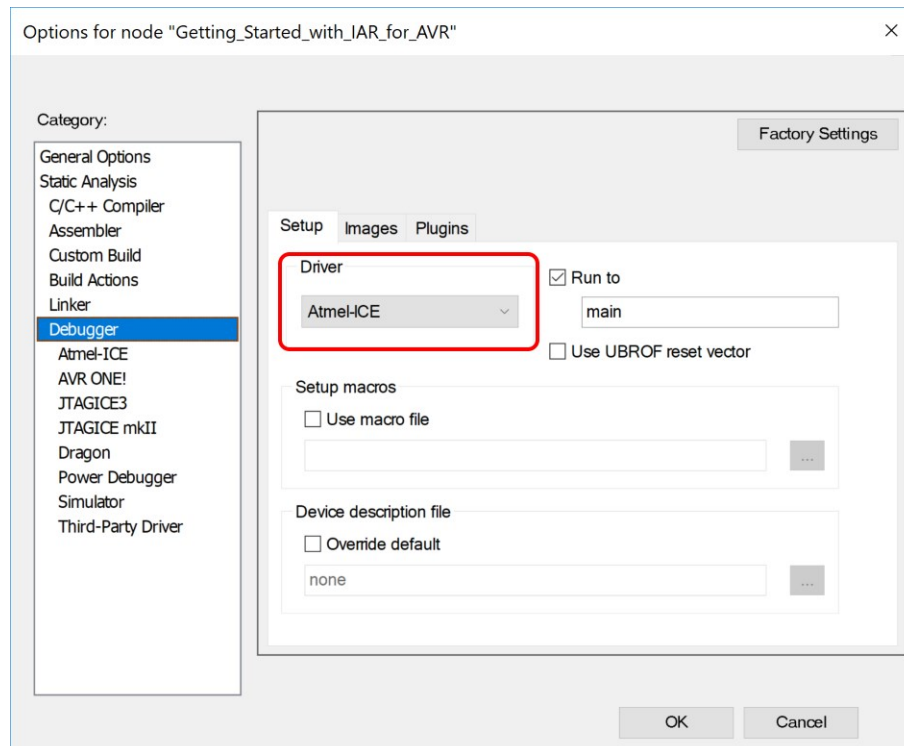 Options for node "Getting_Started_with_IAR_for_AVR"
Category:
General Options
Static Analysis
C/C++ Compiler
Assembler
Custom Build
Build Actions
Linker
Debugger
Atmel-ICE
AVR ONE!
JTAGICE3
JTAGICE mkII
Dragon
Power Debugger
Simulator
Third-Party Driver
Factory Settings
Setup Images Plugins
Driver
Atmel-ICE
Run to
main
Use UBROF reset vector
Setup macros
Use macro file
...
Device description file
Override default
none
...
OK Cancel